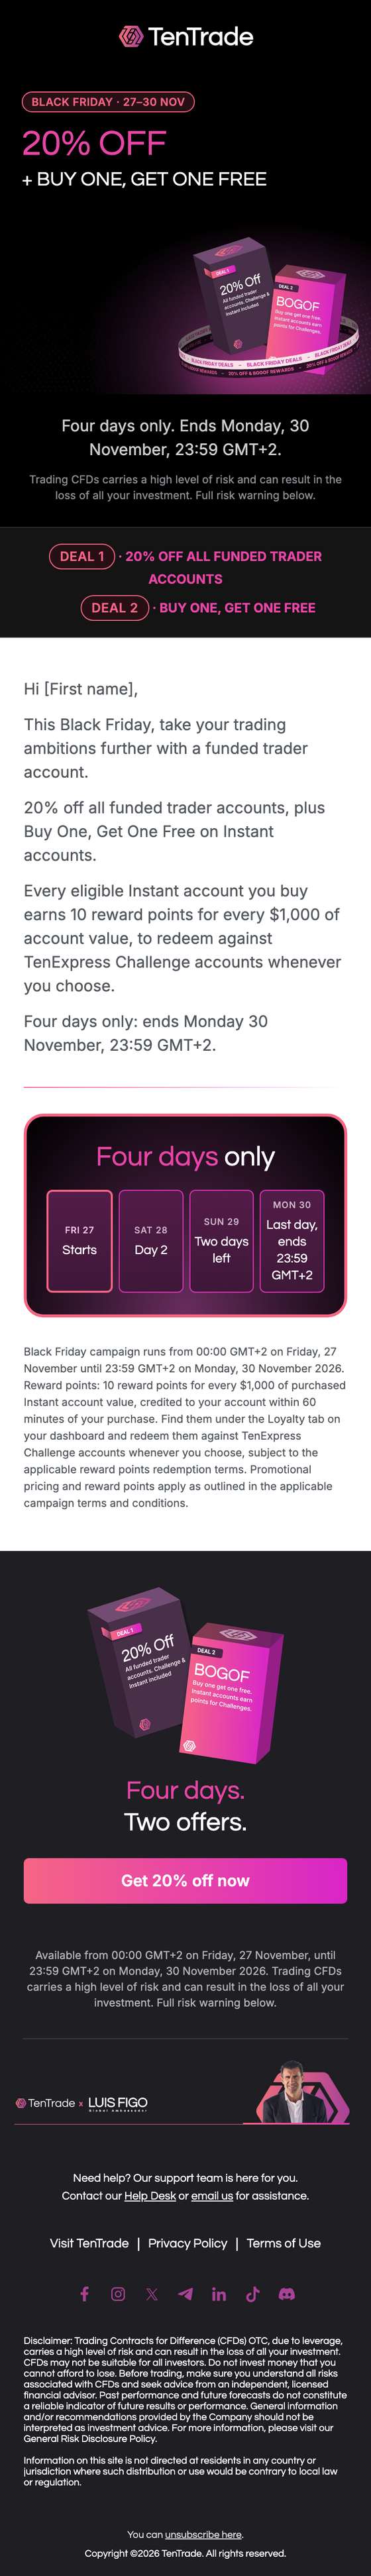 TenTrade
BLACK FRIDAY · 27–30 NOV
20% OFF
+ BUY ONE, GET ONE FREE
DEAL 1
20% Off
All funded trader
accounts. Challenge &
Instant included
DEAL 2
BOGOF
Buy one get one free.
Instant accounts earn
points for Challenges.
BLACK FRIDAY DEALS
20% OFF & BOGOF REWARDS
Four days only. Ends Monday, 30
November, 23:59 GMT+2.
Trading CFDs carries a high level of risk and can result in the
loss of all your investment. Full risk warning below.
DEAL 1 · 20% OFF ALL FUNDED TRADER
ACCOUNTS
DEAL 2 · BUY ONE, GET ONE FREE
Hi [First name],
This Black Friday, take your trading
ambitions further with a funded trader
account.
20% off all funded trader accounts, plus
Buy One, Get One Free on Instant
accounts.
Every eligible Instant account you buy
earns 10 reward points for every $1,000 of
account value, to redeem against
TenExpress Challenge accounts whenever
you choose.
Four days only: ends Monday 30
November, 23:59 GMT+2.
Four days only
FRI 27
Starts
SAT 28
Day 2
SUN 29
Two days
left
MON 30
Last day,
ends
23:59
GMT+2
Black Friday campaign runs from 00:00 GMT+2 on Friday, 27
November until 23:59 GMT+2 on Monday, 30 November 2026.
Reward points: 10 reward points for every $1,000 of purchased
Instant account value, credited to your account within 60
minutes of your purchase. Find them under the Loyalty tab on
your dashboard and redeem them against TenExpress
Challenge accounts whenever you choose, subject to the
applicable reward points redemption terms. Promotional
pricing and reward points apply as outlined in the applicable
campaign terms and conditions.
DEAL 1
20% Off
All funded trader
accounts. Challenge &
Instant included
DEAL 2
BOGOF
Buy one get one free.
Instant accounts earn
points for Challenges.
Four days.
Two offers.
Get 20% off now
Available from 00:00 GMT+2 on Friday, 27 November, until
23:59 GMT+2 on Monday, 30 November 2026. Trading CFDs
carries a high level of risk and can result in the loss of all your
investment. Full risk warning below.
TenTrade x LUIS FIGO
Global Ambassador
Need help? Our support team is here for you.
Contact our Help Desk or email us for assistance.
Visit TenTrade | Privacy Policy | Terms of Use
Disclaimer: Trading Contracts for Difference (CFDs) OTC, due to leverage,
carries a high level of risk and can result in the loss of all your investment.
CFDs may not be suitable for all investors. Do not invest money that you
cannot afford to lose. Before trading, make sure you understand all risks
associated with CFDs and seek advice from an independent, licensed
financial advisor. Past performance and future forecasts do not constitute
a reliable indicator of future results or performance. General information
and/or recommendations provided by the Company should not be
interpreted as investment advice. For more information, please visit our
General Risk Disclosure Policy.
Information on this site is not directed at residents in any country or
jurisdiction where such distribution or use would be contrary to local law
or regulation.
You can unsubscribe here.
Copyright ©2026 TenTrade. All rights reserved.